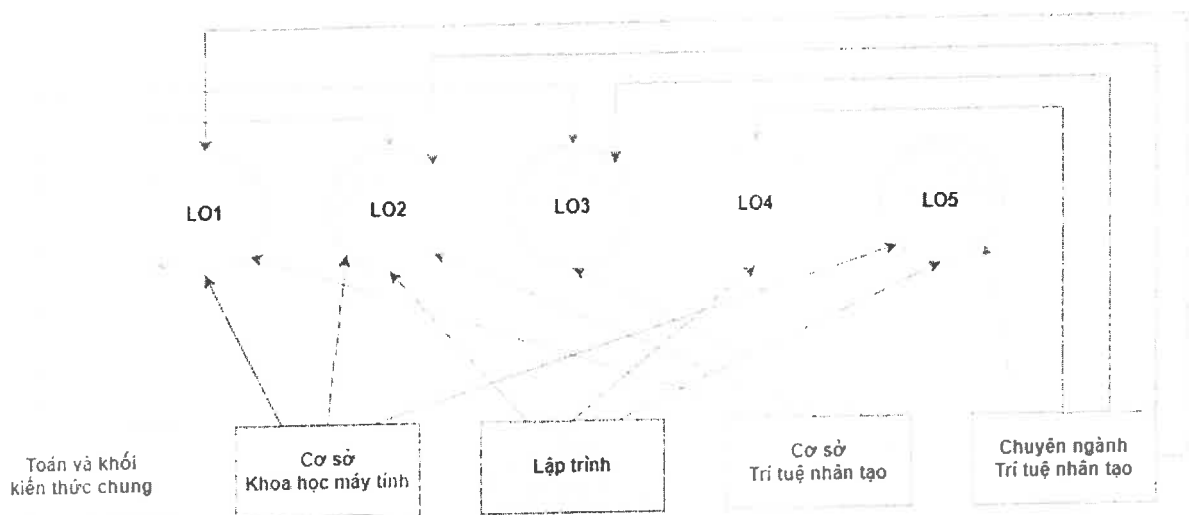 LO1
LO2
LO3
LO4
LO5
Toán và khối
kiến thức chung
Cơ sở
Khoa học máy tính
Lập trình
Cơ sở
Trí tuệ nhân tạo
Chuyên ngành
Trí tuệ nhân tạo